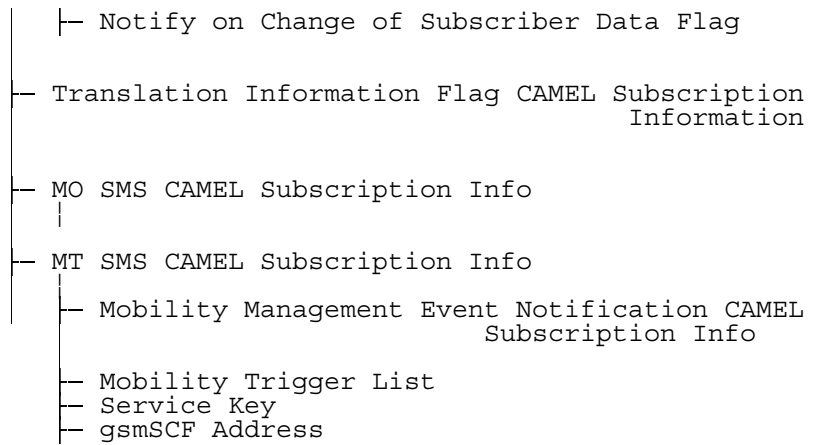 Notify on Change of Subscriber Data Flag
Translation Information Flag CAMEL Subscription
Information
MO SMS CAMEL Subscription Info
MT SMS CAMEL Subscription Info
Mobility Management Event Notification CAMEL
Subscription Info
Mobility Trigger List
Service Key
gsmSCF Address